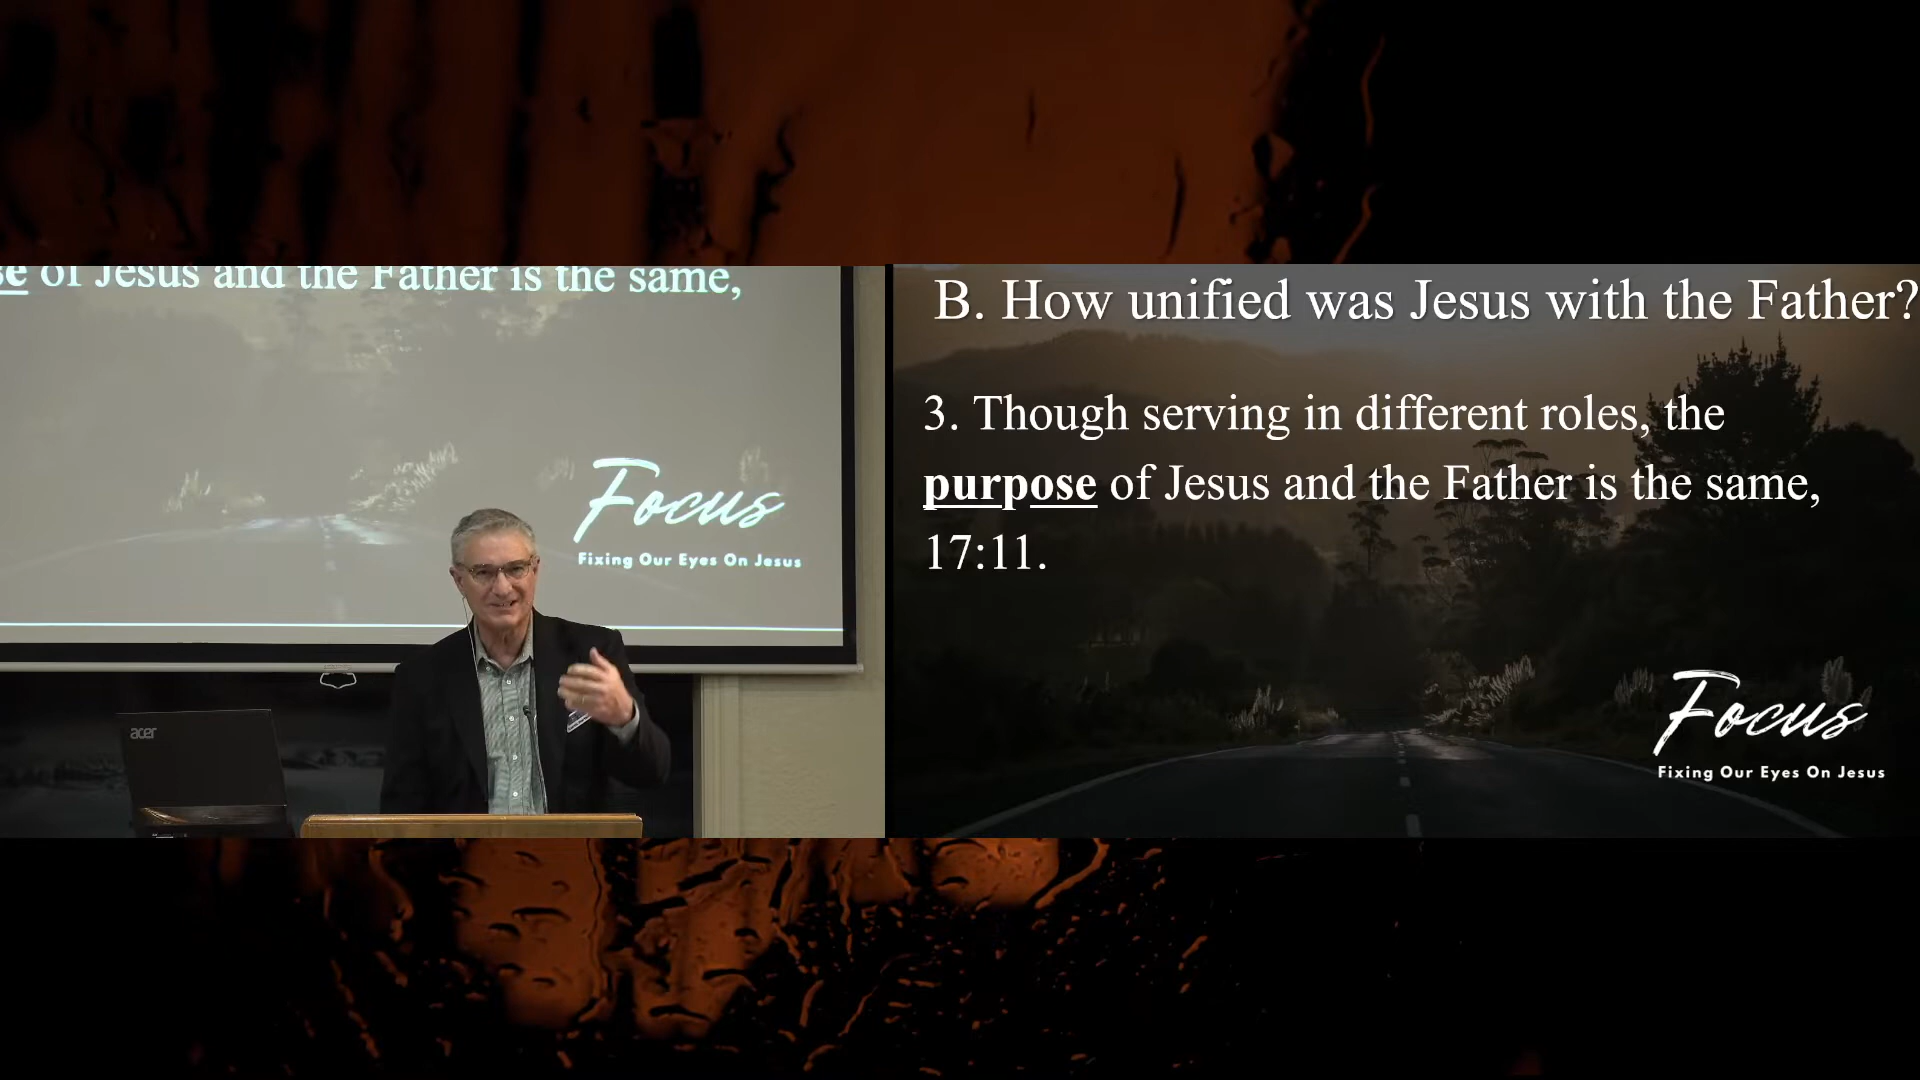 se of Jesus and the Father is the same,
Focus
Fixing Our Eyes On Jesus
acer
B. How unified was Jesus with the Father?
3. Though serving in different roles, the
purpose of Jesus and the Father is the same,
17:11.
Focus
Fixing Our Eyes On Jesus